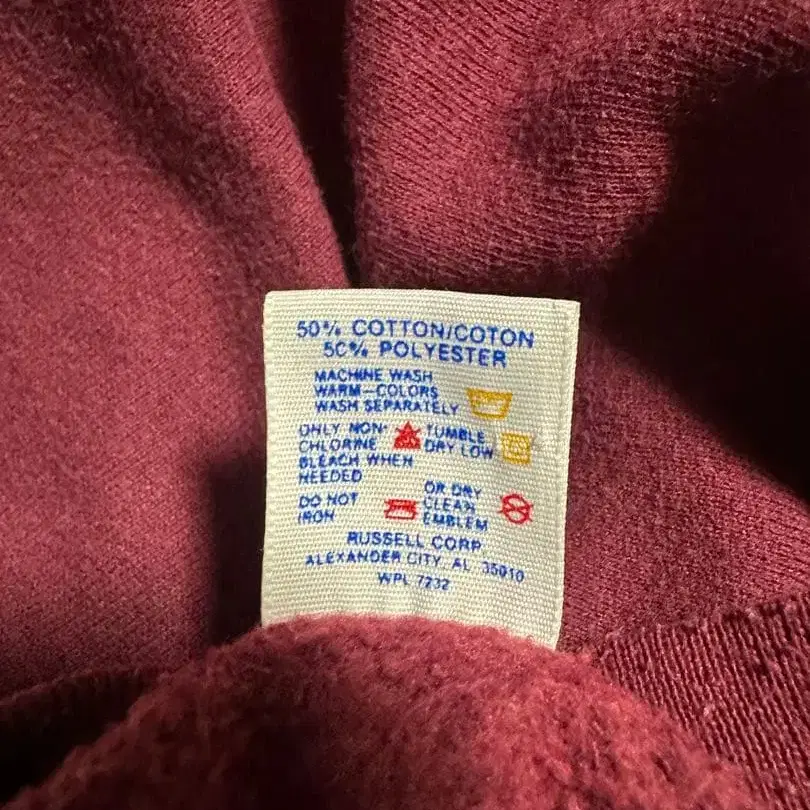 50% COTTON/COTON
50% POLYESTER
MACHINE WASH
WARM-COLORS
WASH SEPARATELY
ONLY NON-
CHLORINE
BLEACH WHEN
NEEDED
TUMBLE
DRY LOW
DO NOT
IRON
OR DRY
CLEAN
EMBLEM
RUSSELL CORP.
ALEXANDER CITY, AL 35010
WPL 7232